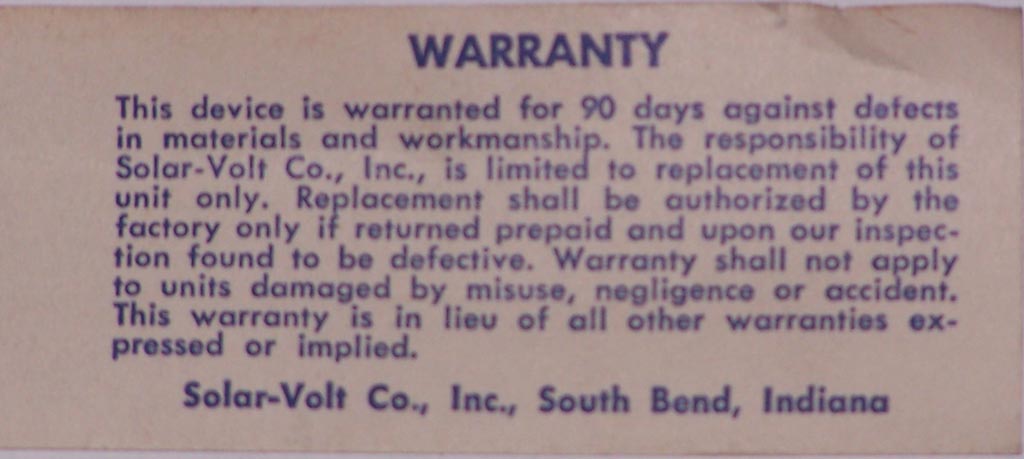 WARRANTY
This device is warranted for 90 days against defects
in materials and workmanship. The responsibility of
Solar-Volt Co., Inc., is limited to replacement of this
unit only. Replacement shall be authorized by the
factory only if returned prepaid and upon our inspec-
tion found to be defective. Warranty shall not apply
to units damaged by misuse, negligence or accident.
This warranty is in lieu of all other warranties ex-
pressed or implied.
Solar-Volt Co., Inc., South Bend, Indiana